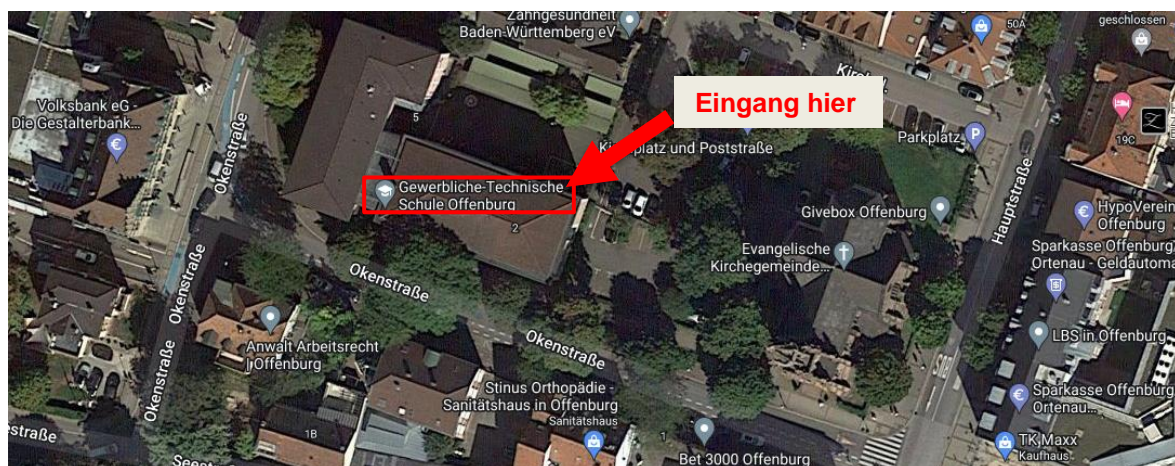 Zahngesundheit
Baden-Württemberg eV
50A
geschlossen
Volksbank eG -
Die Gestalterbank...
Okenstraße
5
Eingang hier
Parkplatz
19C
Gewerbliche-Technische
Schule Offenburg
2
platz und Poststraße
Givebox Offenburg
Hauptstraße
HypoVerein
Offenburg
Evangelische
Kirchegemeinde...
Sparkasse Offenburg
Ortenau - Geldautoma
Okenstraße
Okenstraße
Okenstraße
Okenstraße
Anwalt Arbeitsrecht
| Offenburg
LBS in Offenburg
Stinus Orthopädie -
Sanitätshaus in Offenburg
Sanitätshaus
Sparkasse Offenburg
Ortenau...
1B
1
estraße
Bet 3000 Offenburg
TK Maxx
Kaufhaus